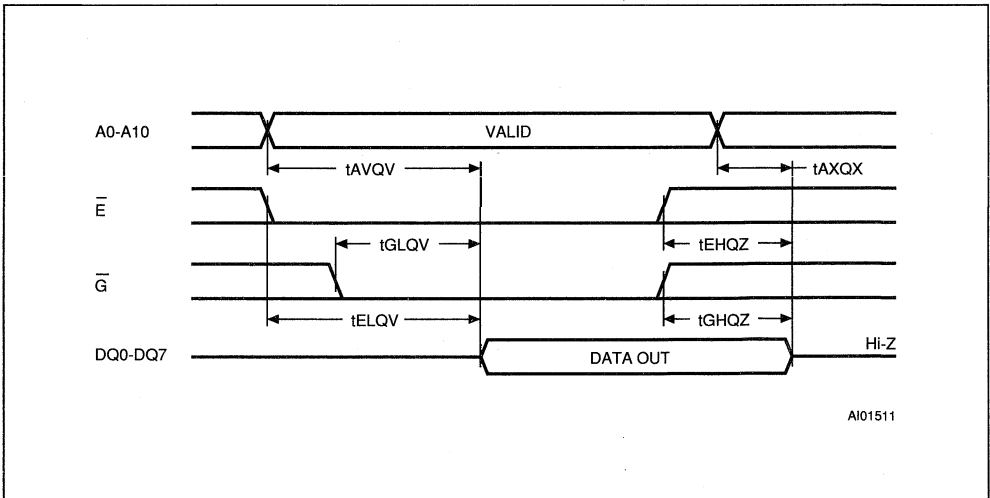 A0-A10
VALID
tAVQV
tAXQX
E
tGLQV
tEHQZ
G
tELQV
tGHQZ
DQ0-DQ7
DATA OUT
Hi-Z
AI01511